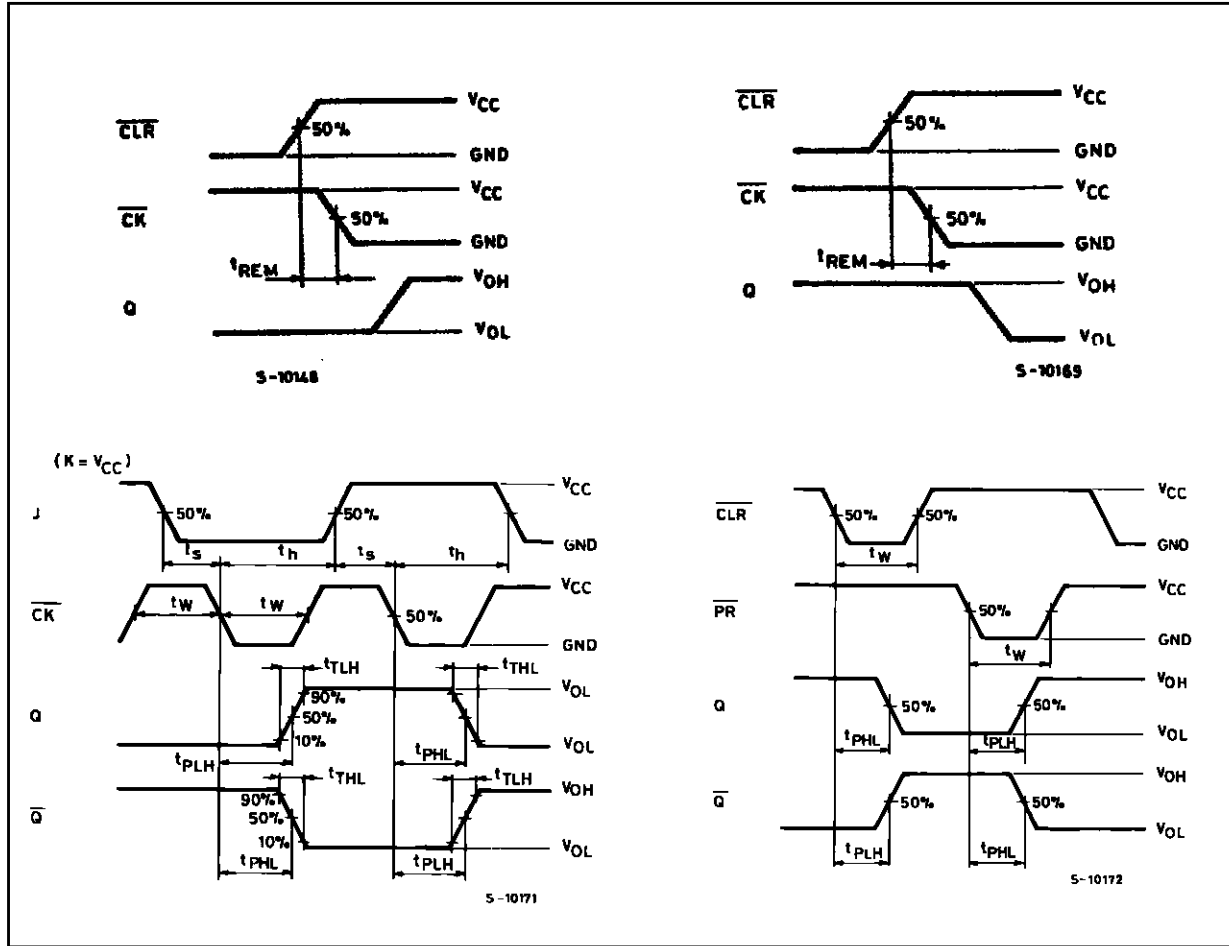 CLR
50%
VCC
GND
CK
VCC
50%
GND
tREM
Q
VOH
VOL
S-10148
CLR
50%
VCC
GND
CK
VCC
50%
GND
tREM
Q
VOH
VOL
S-10169
(K=VCC)
J
50%
50%
VCC
GND
ts
th
ts
th
CK
tW
tW
50%
VCC
GND
tTLH
tTHL
Q
90%
50%
10%
VOL
VOL
tPLH
tPHL
tTHL
tTLH
Q
90%
50%
10%
VOH
VOL
tPHL
tPLH
S-10171
CLR
50%
50%
VCC
GND
tW
PR
50%
VCC
GND
tW
Q
50%
50%
VOH
VOL
tPHL
tPLH
Q
50%
50%
VOH
VOL
tPLH
tPHL
S-10172